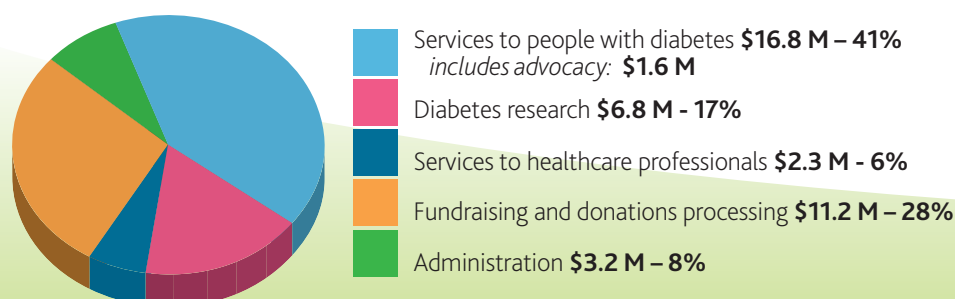 Services to people with diabetes $16.8 M – 41%
includes advocacy: $1.6 M
Diabetes research $6.8 M - 17%
Services to healthcare professionals $2.3 M - 6%
Fundraising and donations processing $11.2 M – 28%
Administration $3.2 M – 8%